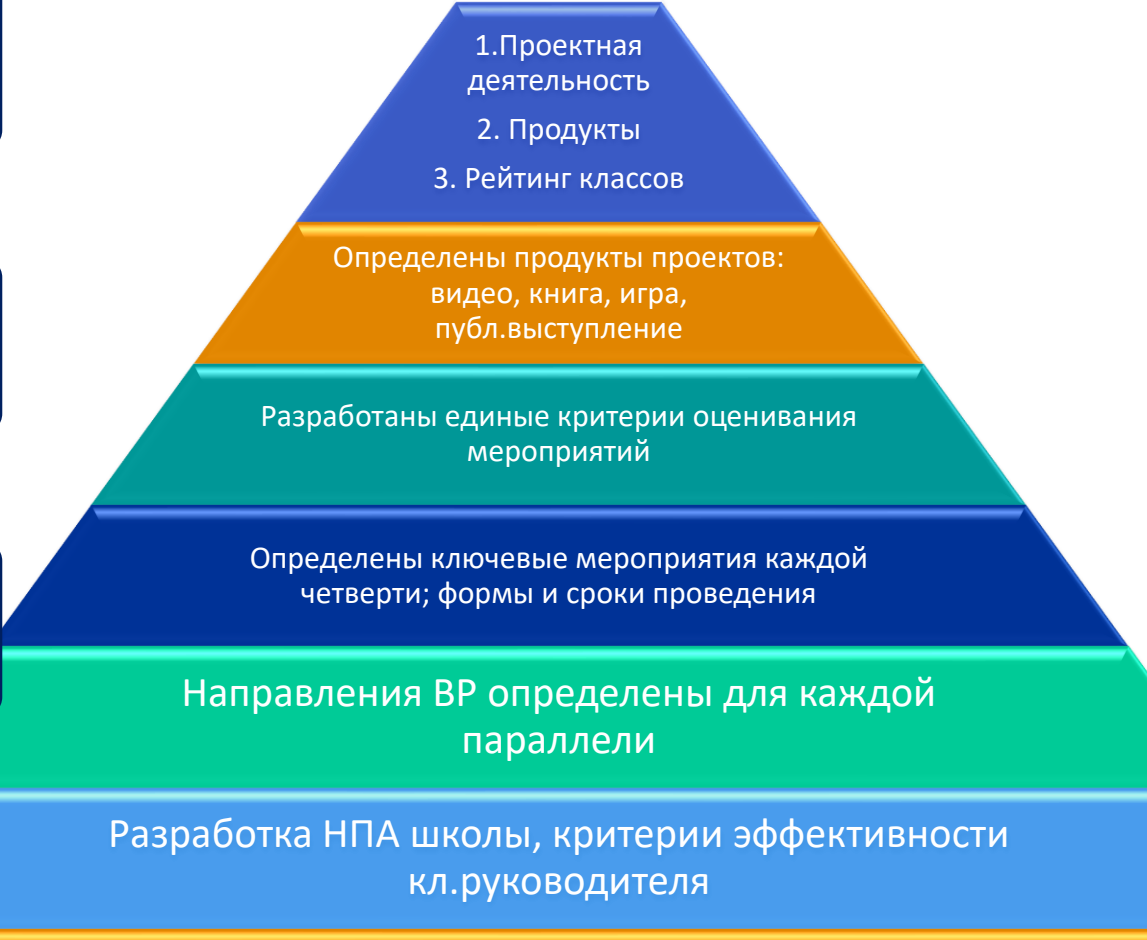 1.Проектная
деятельность
2. Продукты
3. Рейтинг классов
Определены продукты проектов:
видео, книга, игра,
публ.выступление
Разработаны единые критерии оценивания
мероприятий
Определены ключевые мероприятия каждой
четверти; формы и сроки проведения
Направления ВР определены для каждой
параллели
Разработка НПА школы, критерии эффективности
кл.руководителя